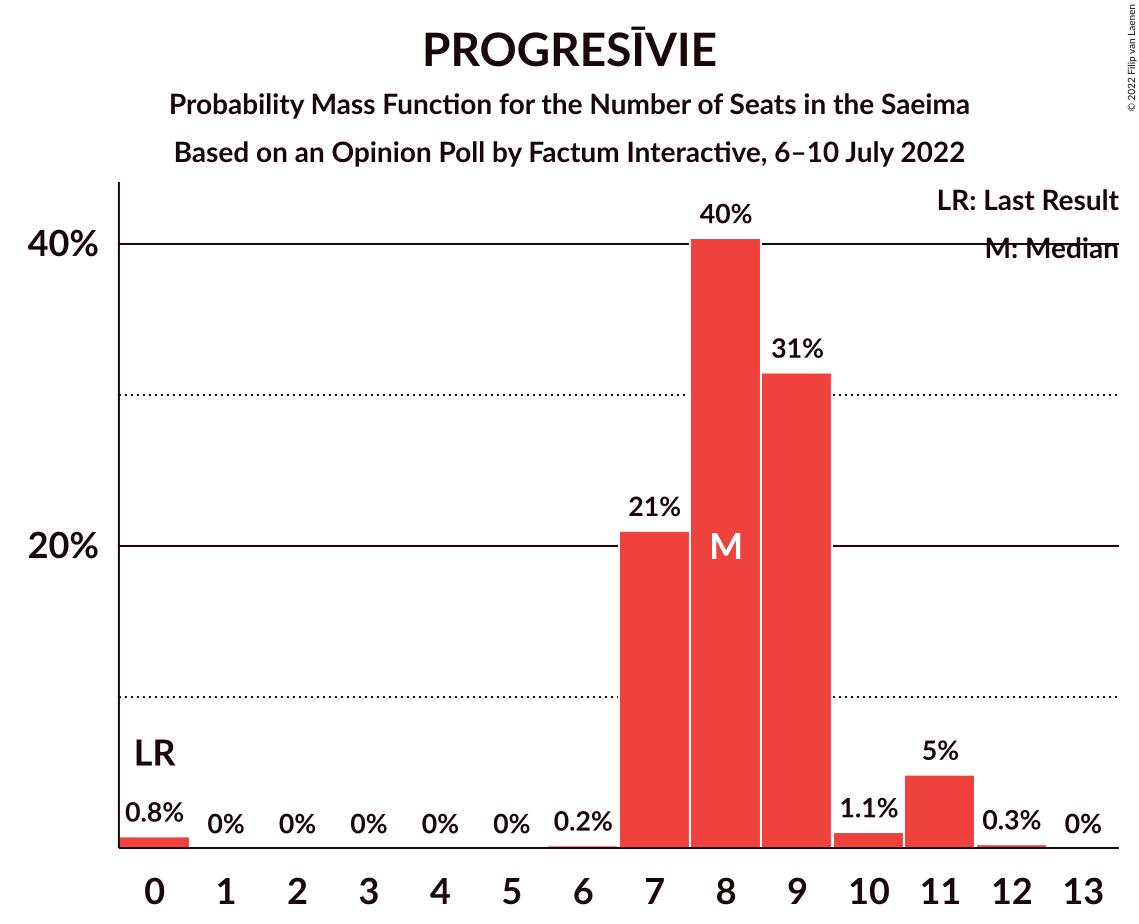 PROGRESĪVIE
Probability Mass Function for the Number of Seats in the Saeima
Based on an Opinion Poll by Factum Interactive, 6–10 July 2022
© 2022 Filip van Laenen
LR: Last Result
M: Median
40%
20%
LR
0.8%
0%
0%
0%
0%
0%
0.2%
21%
40%
M
31%
1.1%
5%
0.3%
0%
0 1 2 3 4 5 6 7 8 9 10 11 12 13